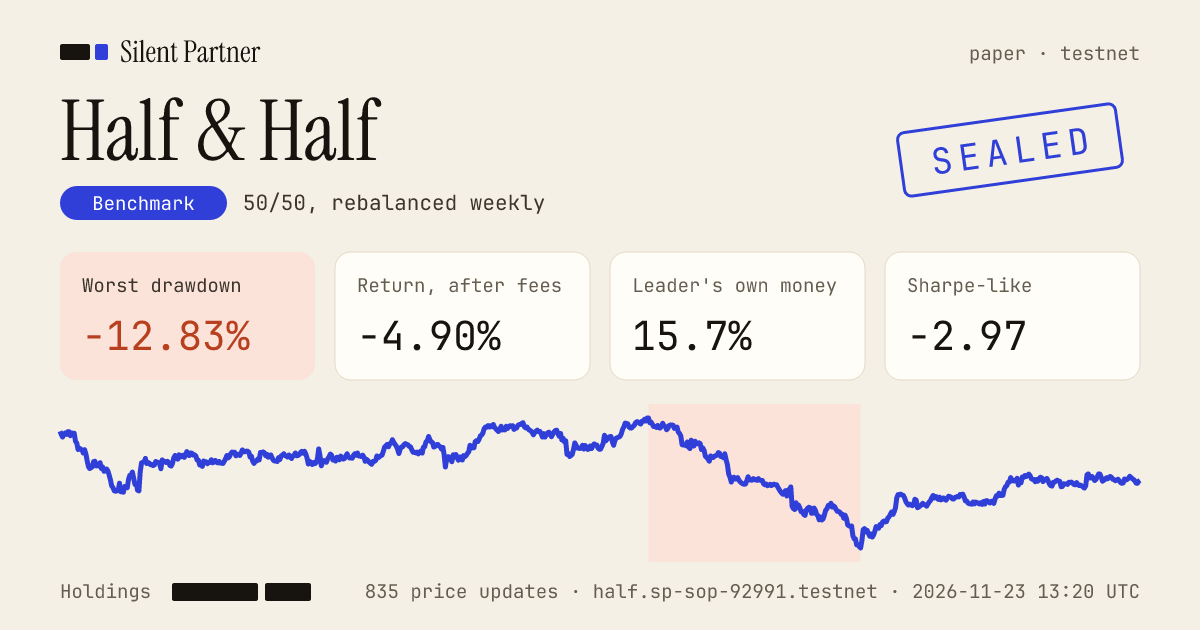 Silent Partner
paper · testnet
Half & Half
SEALED
Benchmark
50/50, rebalanced weekly
Worst drawdown
-12.83%
Return, after fees
-4.90%
Leader's own money
15.7%
Sharpe-like
-2.97
Holdings
835 price updates · half.sp-sop-92991.testnet · 2026-11-23 13:20 UTC